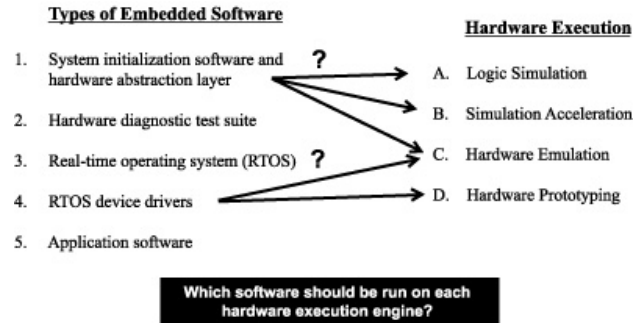 Types of Embedded Software
Hardware Execution
1. System initialization software and ?
hardware abstraction layer
A. Logic Simulation
B. Simulation Acceleration
2. Hardware diagnostic test suite
3. Real-time operating system (RTOS) ?
C. Hardware Emulation
4. RTOS device drivers
D. Hardware Prototyping
5. Application software
Which software should be run on each
hardware execution engine?